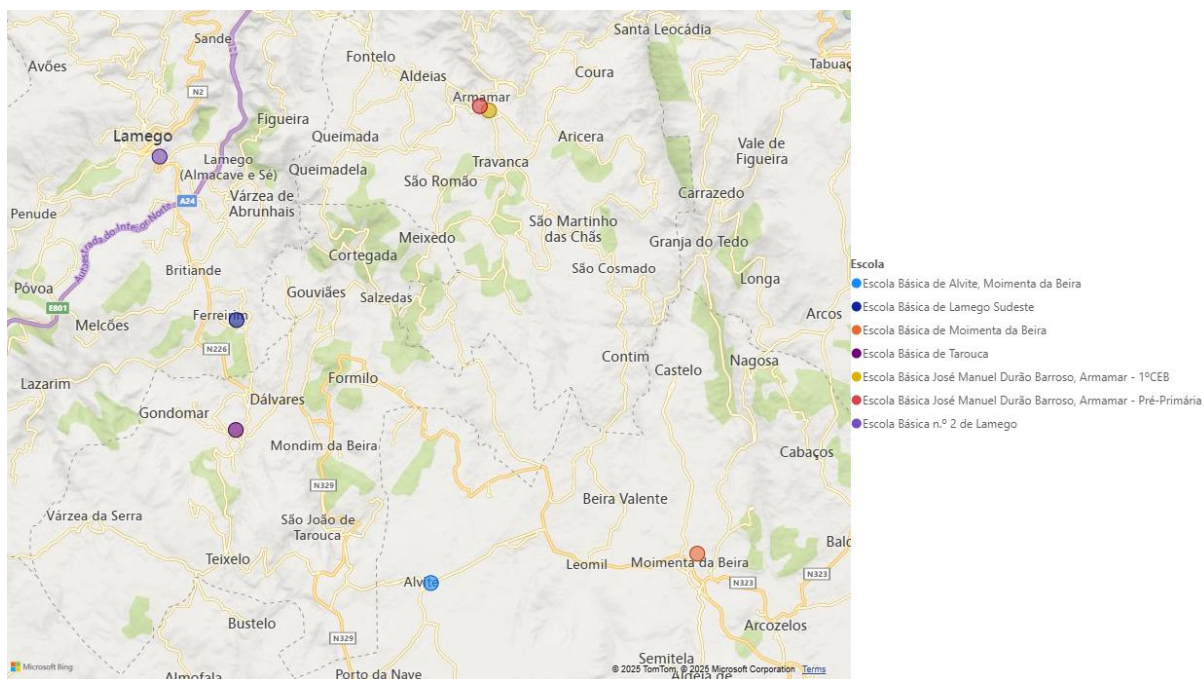 Sande
Santa Leocádia
Avões
Fontelo
Aldeias
Coura
Tabuaç
N2
Armamar
Lamego
Figueira
Queimada
Aricera
Vale de
Figueira
Lamego
(Almacave e Sé)
Queimadela
Travanca
São Romão
A24
Várzea de
Abrunhais
Carrazedo
Penude
Autoestrada do Interior Norte
São Martinho
das Chãs
Meixedo
Granja do Tedo
Cortegada
Britiande
São Cosmado
Longa
Póvoa
Gouviães
Salzedas
E801
Melcões
Ferreirim
Arcos
N226
Contim
Nagosa
Castelo
Lazarim
Formilo
Dálvares
Gondomar
Mondim da Beira
Cabaços
N329
Beira Valente
Várzea da Serra
São João de
Tarouca
Teixelo
Leomil
Moimenta da Beira
Balc
N323
N323
Alvite
Bustelo
N329
Arcozelos
Semitela
Aldeia de
Almofala
Porto da Nave
Microsoft Bing
© 2025 TomTom, © 2025 Microsoft Corporation Terms
Escola
Escola Básica de Alvite, Moimenta da Beira
Escola Básica de Lamego Sudeste
Escola Básica de Moimenta da Beira
Escola Básica de Tarouca
Escola Básica José Manuel Durão Barroso, Armamar - 1ºCEB
Escola Básica José Manuel Durão Barroso, Armamar - Pré-Primária
Escola Básica n.º 2 de Lamego